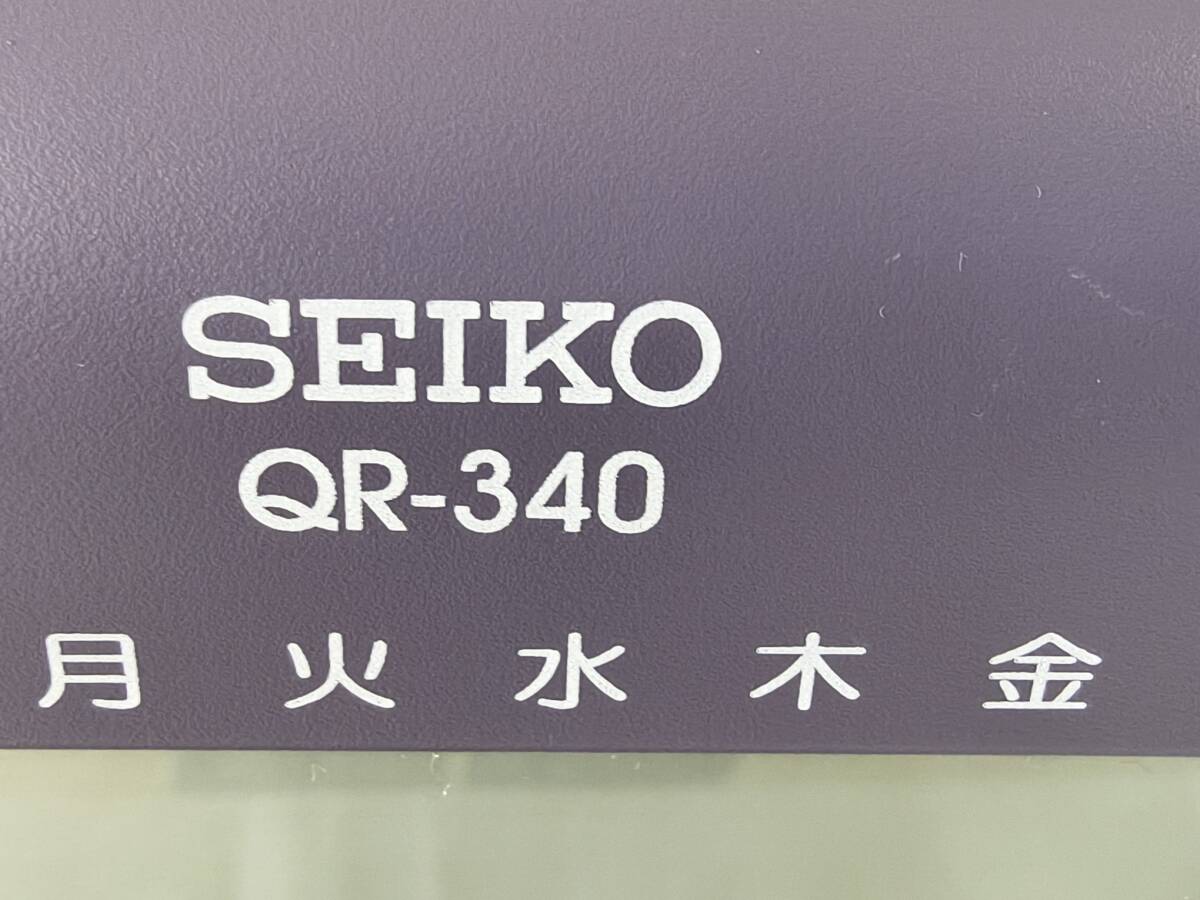 SEIKO
QR-340
月 火 水 木 金